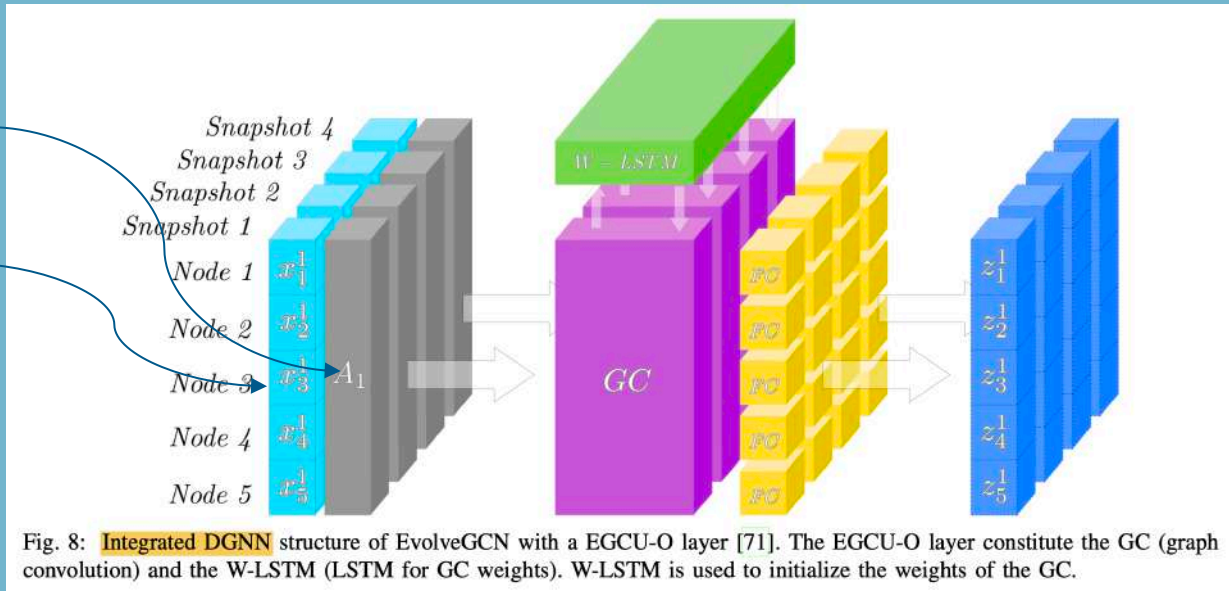 Snapshot 4
Snapshot 3
Snapshot 2
Snapshot 1
Node 1
Node 2
Node 3
Node 4
Node 5
x_1^1
x_2^1
x_3^1
x_4^1
x_5^1
A_1
W - LSTM
GC
FC
FC
FC
FC
FC
z_1^1
z_2^1
z_3^1
z_4^1
z_5^1
Fig. 8: Integrated DGNN structure of EvolveGCN with a EGCU-O layer [71]. The EGCU-O layer constitute the GC (graph
convolution) and the W-LSTM (LSTM for GC weights). W-LSTM is used to initialize the weights of the GC.